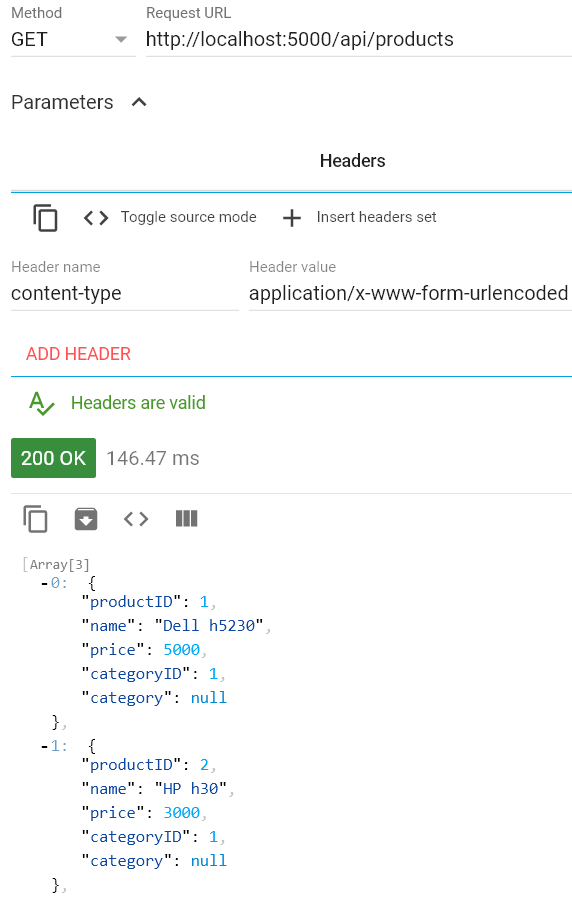 Method Request URL
GET http://localhost:5000/api/products
Parameters
Headers
Toggle source mode Insert headers set
Header name Header value
content-type application/x-www-form-urlencoded
ADD HEADER
Headers are valid
200 OK 146.47 ms
[Array[3]
-0: {
"productID": 1,
"name": "Dell h5230",
"price": 5000,
"categoryID": 1,
"category": null
},
-1: {
"productID": 2,
"name": "HP h30",
"price": 3000,
"categoryID": 1,
"category": null
},